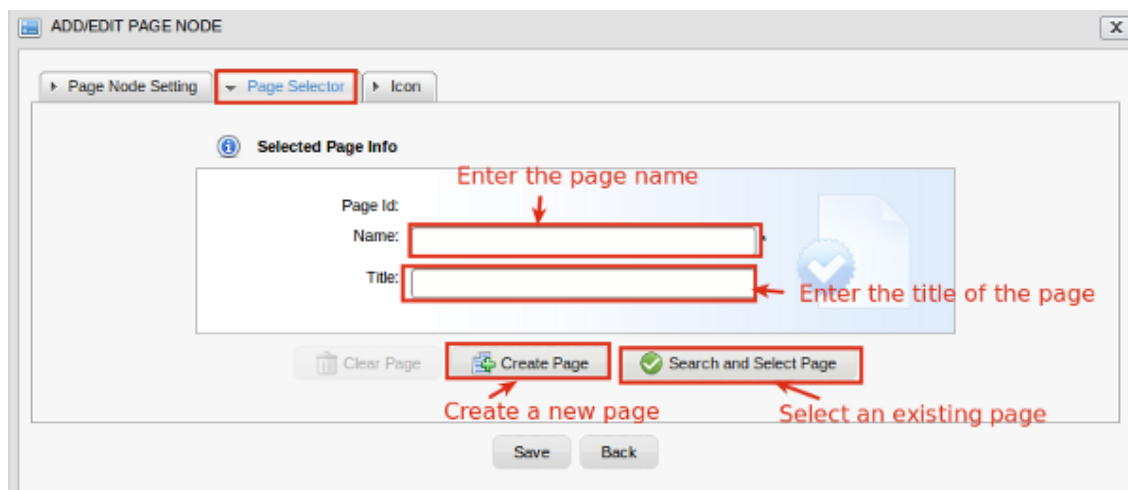 ADD/EDIT PAGE NODE
X
Page Node Setting
Page Selector
Icon
Selected Page Info
Enter the page name
Page Id:
Name:
*
Title:
Enter the title of the page
Clear Page
Create Page
Search and Select Page
Create a new page
Select an existing page
Save
Back